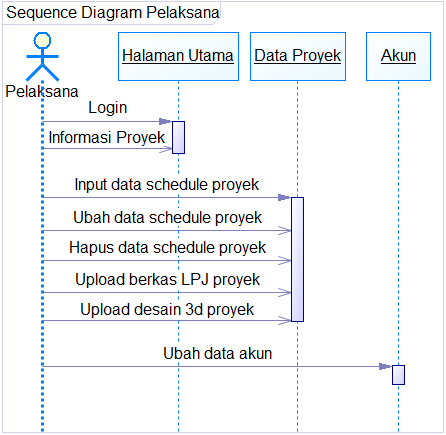 Sequence Diagram Pelaksana
Pelaksana
Halaman Utama
Data Proyek
Akun
Login
Informasi Proyek
Input data schedule proyek
Ubah data schedule proyek
Hapus data schedule proyek
Upload berkas LPJ proyek
Upload desain 3d proyek
Ubah data akun